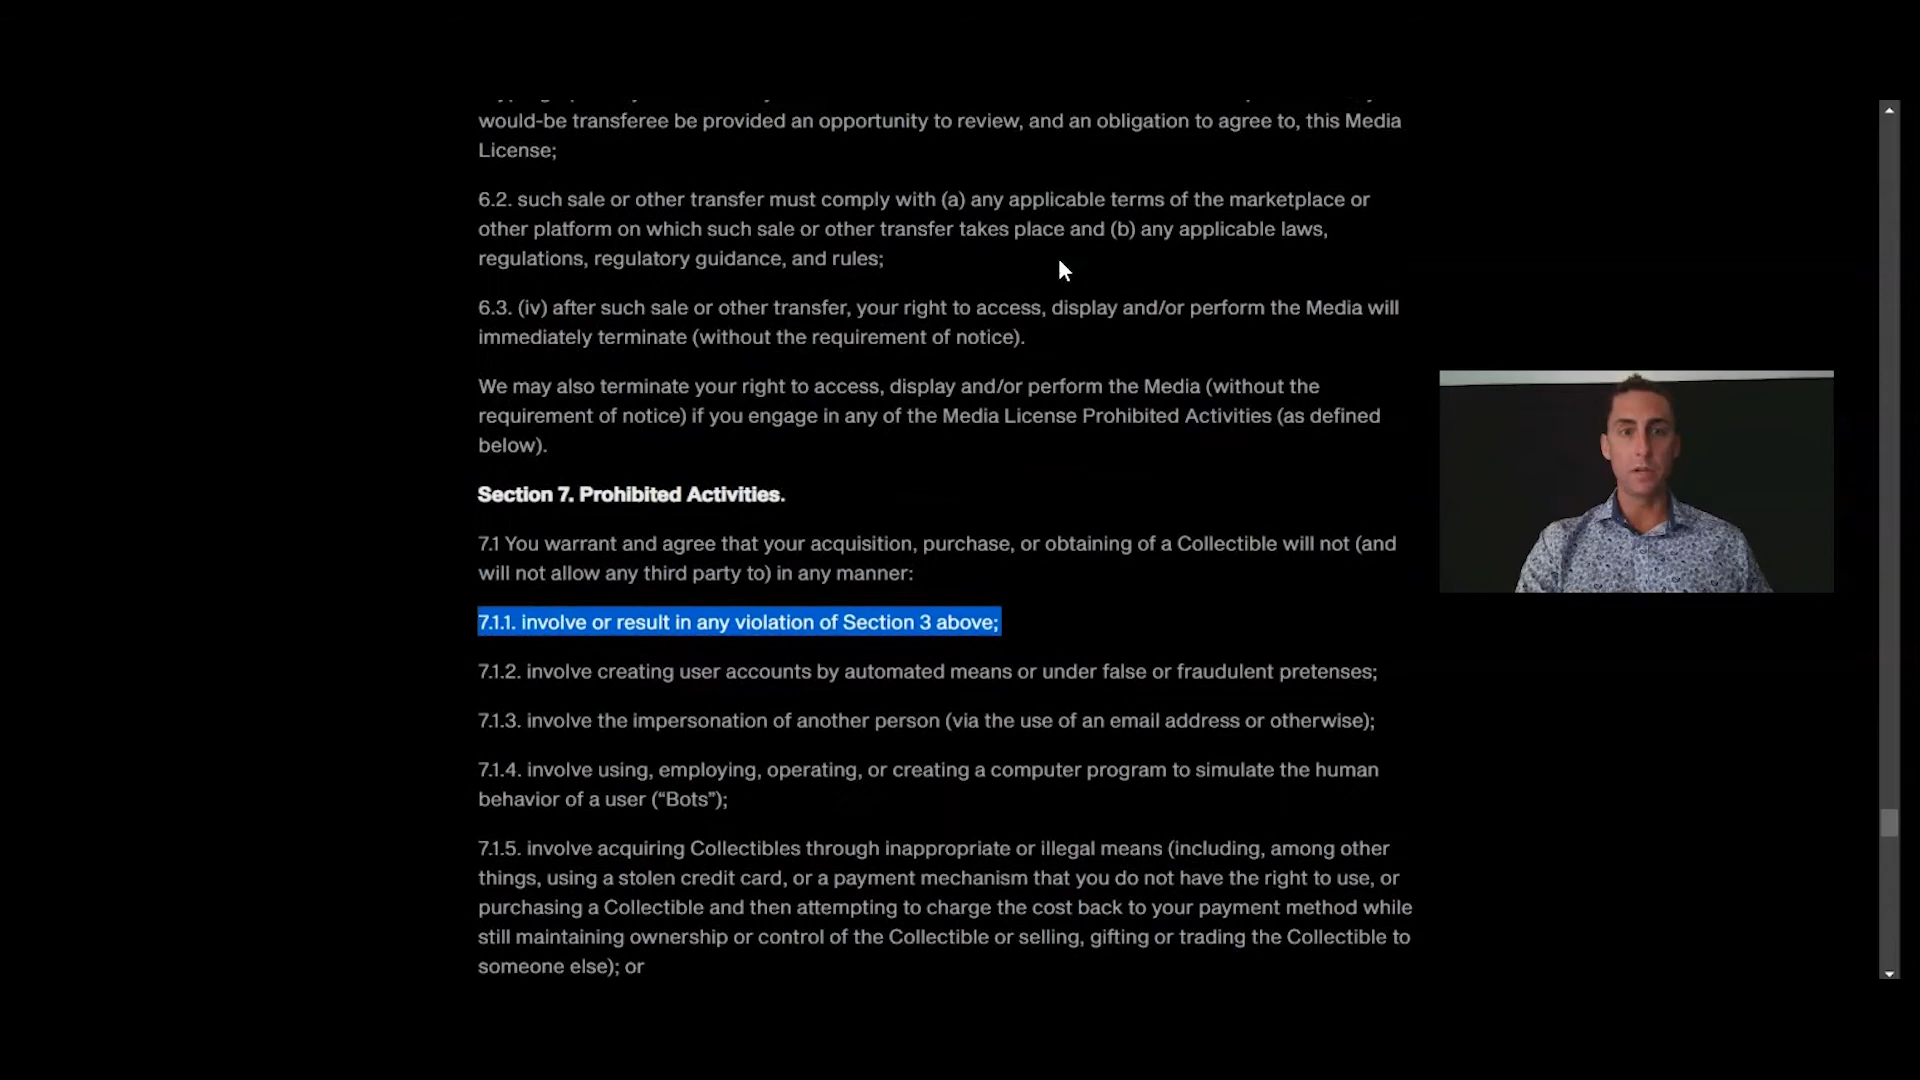 would-be transferee be provided an opportunity to review, and an obligation to agree to, this Media
License;
6.2. such sale or other transfer must comply with (a) any applicable terms of the marketplace or
other platform on which such sale or other transfer takes place and (b) any applicable laws,
regulations, regulatory guidance, and rules;
6.3. (iv) after such sale or other transfer, your right to access, display and/or perform the Media will
immediately terminate (without the requirement of notice).
We may also terminate your right to access, display and/or perform the Media (without the
requirement of notice) if you engage in any of the Media License Prohibited Activities (as defined
below).
Section 7. Prohibited Activities.
7.1 You warrant and agree that your acquisition, purchase, or obtaining of a Collectible will not (and
will not allow any third party to) in any manner:
7.1.1. involve or result in any violation of Section 3 above;
7.1.2. involve creating user accounts by automated means or under false or fraudulent pretenses;
7.1.3. involve the impersonation of another person (via the use of an email address or otherwise);
7.1.4. involve using, employing, operating, or creating a computer program to simulate the human
behavior of a user (“Bots”);
7.1.5. involve acquiring Collectibles through inappropriate or illegal means (including, among other
things, using a stolen credit card, or a payment mechanism that you do not have the right to use, or
purchasing a Collectible and then attempting to charge the cost back to your payment method while
still maintaining ownership or control of the Collectible or selling, gifting or trading the Collectible to
someone else); or